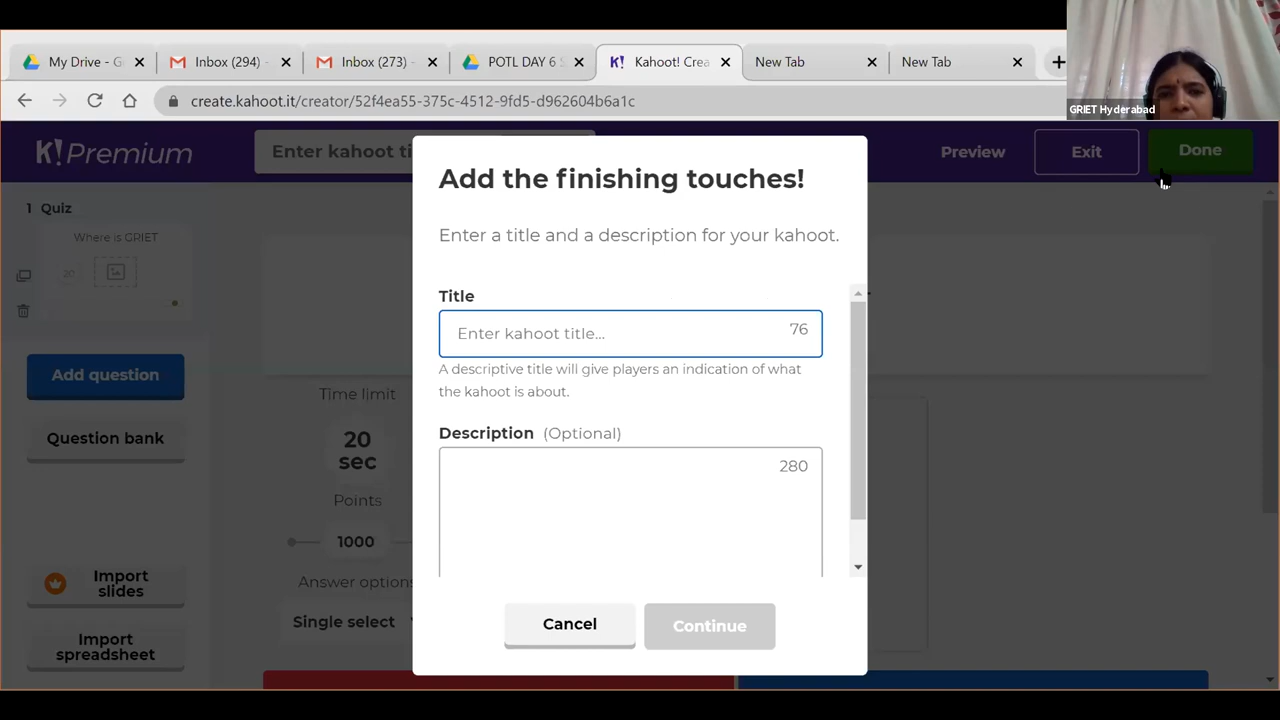 My Drive - G
Inbox (294) -
Inbox (273) -
POTL DAY 6 S
K! Kahoot! Crea
New Tab
New Tab
create.kahoot.it/creator/52f4ea55-375c-4512-9fd5-d962604b6a1c
GRIET Hyderabad
K! Premium
Enter kahoot ti
Preview
Exit
Done
1 Quiz
Where is GRIET
20
Add question
Question bank
Import slides
Import spreadsheet
Time limit
20
sec
Points
1000
Answer options
Single select
Add the finishing touches!
Enter a title and a description for your kahoot.
Title
Enter kahoot title...
76
A descriptive title will give players an indication of what
the kahoot is about.
Description (Optional)
280
Cancel
Continue